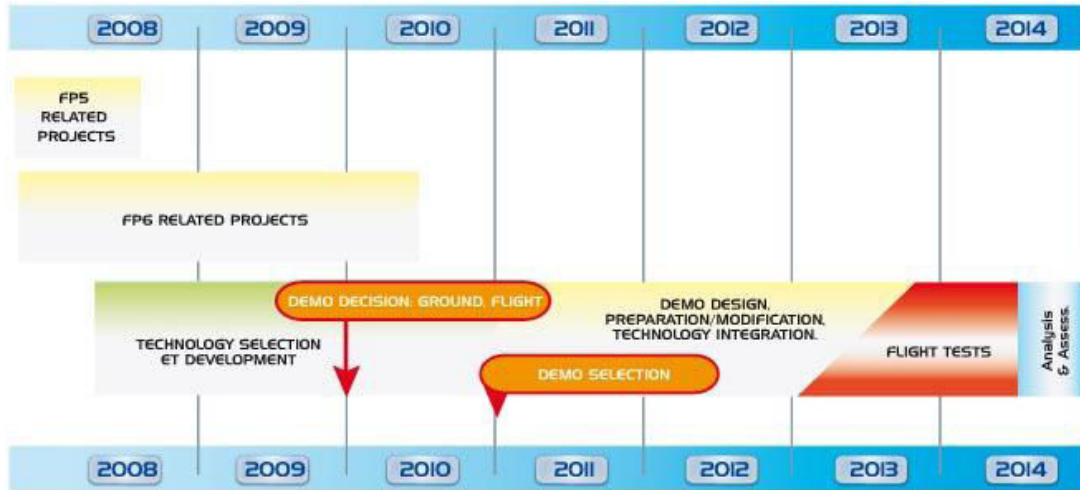 2008 2009 2010 2011 2012 2013 2014
FP5
RELATED
PROJECTS
FP6 RELATED PROJECTS
DEMO DECISION: GROUND, FLIGHT
TECHNOLOGY SELECTION
ET DEVELOPMENT
DEMO DESIGN,
PREPARATION/MODIFICATION,
TECHNOLOGY INTEGRATION.
DEMO SELECTION
FLIGHT TESTS
Analysis
& Assess.
2008 2009 2010 2011 2012 2013 2014